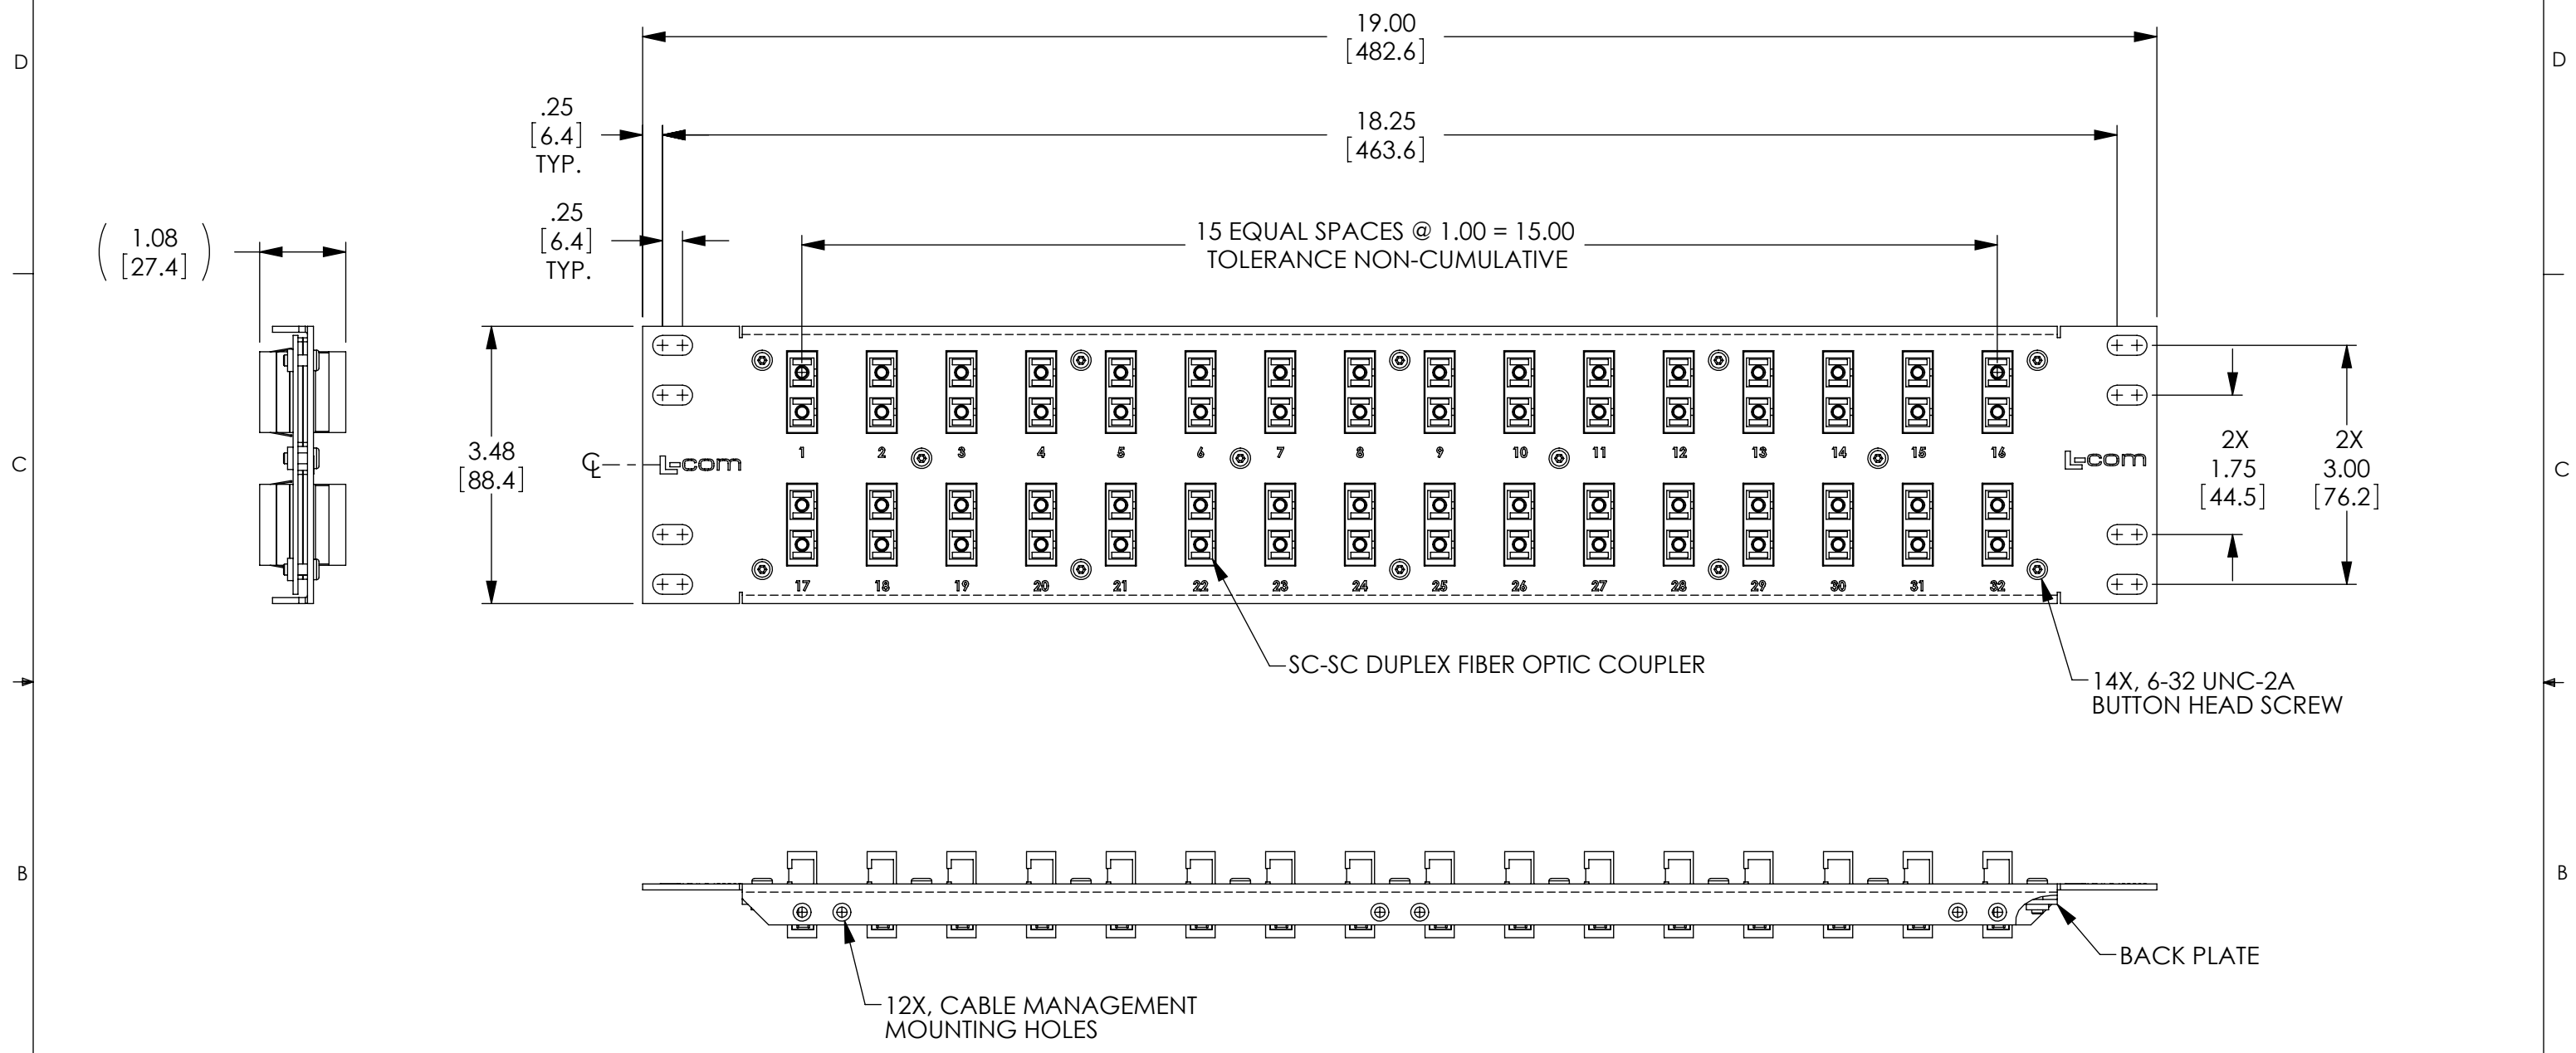 19.00
[482.6]
D
D
.25
[6.4]
TYP.
18.25
[463.6]
.25
[6.4]
TYP.
15 EQUAL SPACES @ 1.00 = 15.00
TOLERANCE NON-CUMULATIVE
( 1.08 )
[27.4]
1 2 3 4 5 6 7 8 9 10 11 12 13 14 15 16
3.48
[88.4]
C
CL
L-com
L-com
2X
1.75
[44.5]
2X
3.00
[76.2]
C
17 18 19 20 21 22 23 24 25 26 27 28 29 30 31 32
SC-SC DUPLEX FIBER OPTIC COUPLER
14X, 6-32 UNC-2A
BUTTON HEAD SCREW
B
B
BACK PLATE
12X, CABLE MANAGEMENT
MOUNTING HOLES